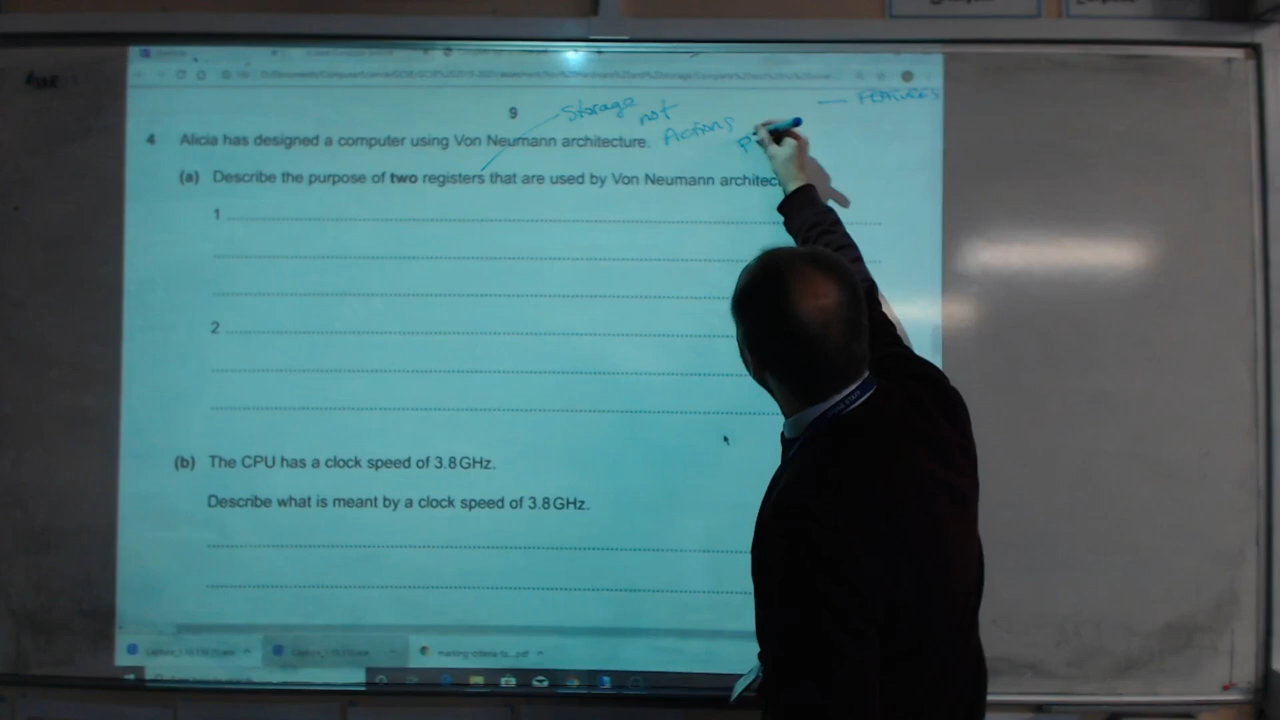 FEATURES
9
Storage
not
Actions
4 Alicia has designed a computer using Von Neumann architecture.
(a) Describe the purpose of two registers that are used by Von Neumann architec
1
2
(b) The CPU has a clock speed of 3.8 GHz.
Describe what is meant by a clock speed of 3.8 GHz.